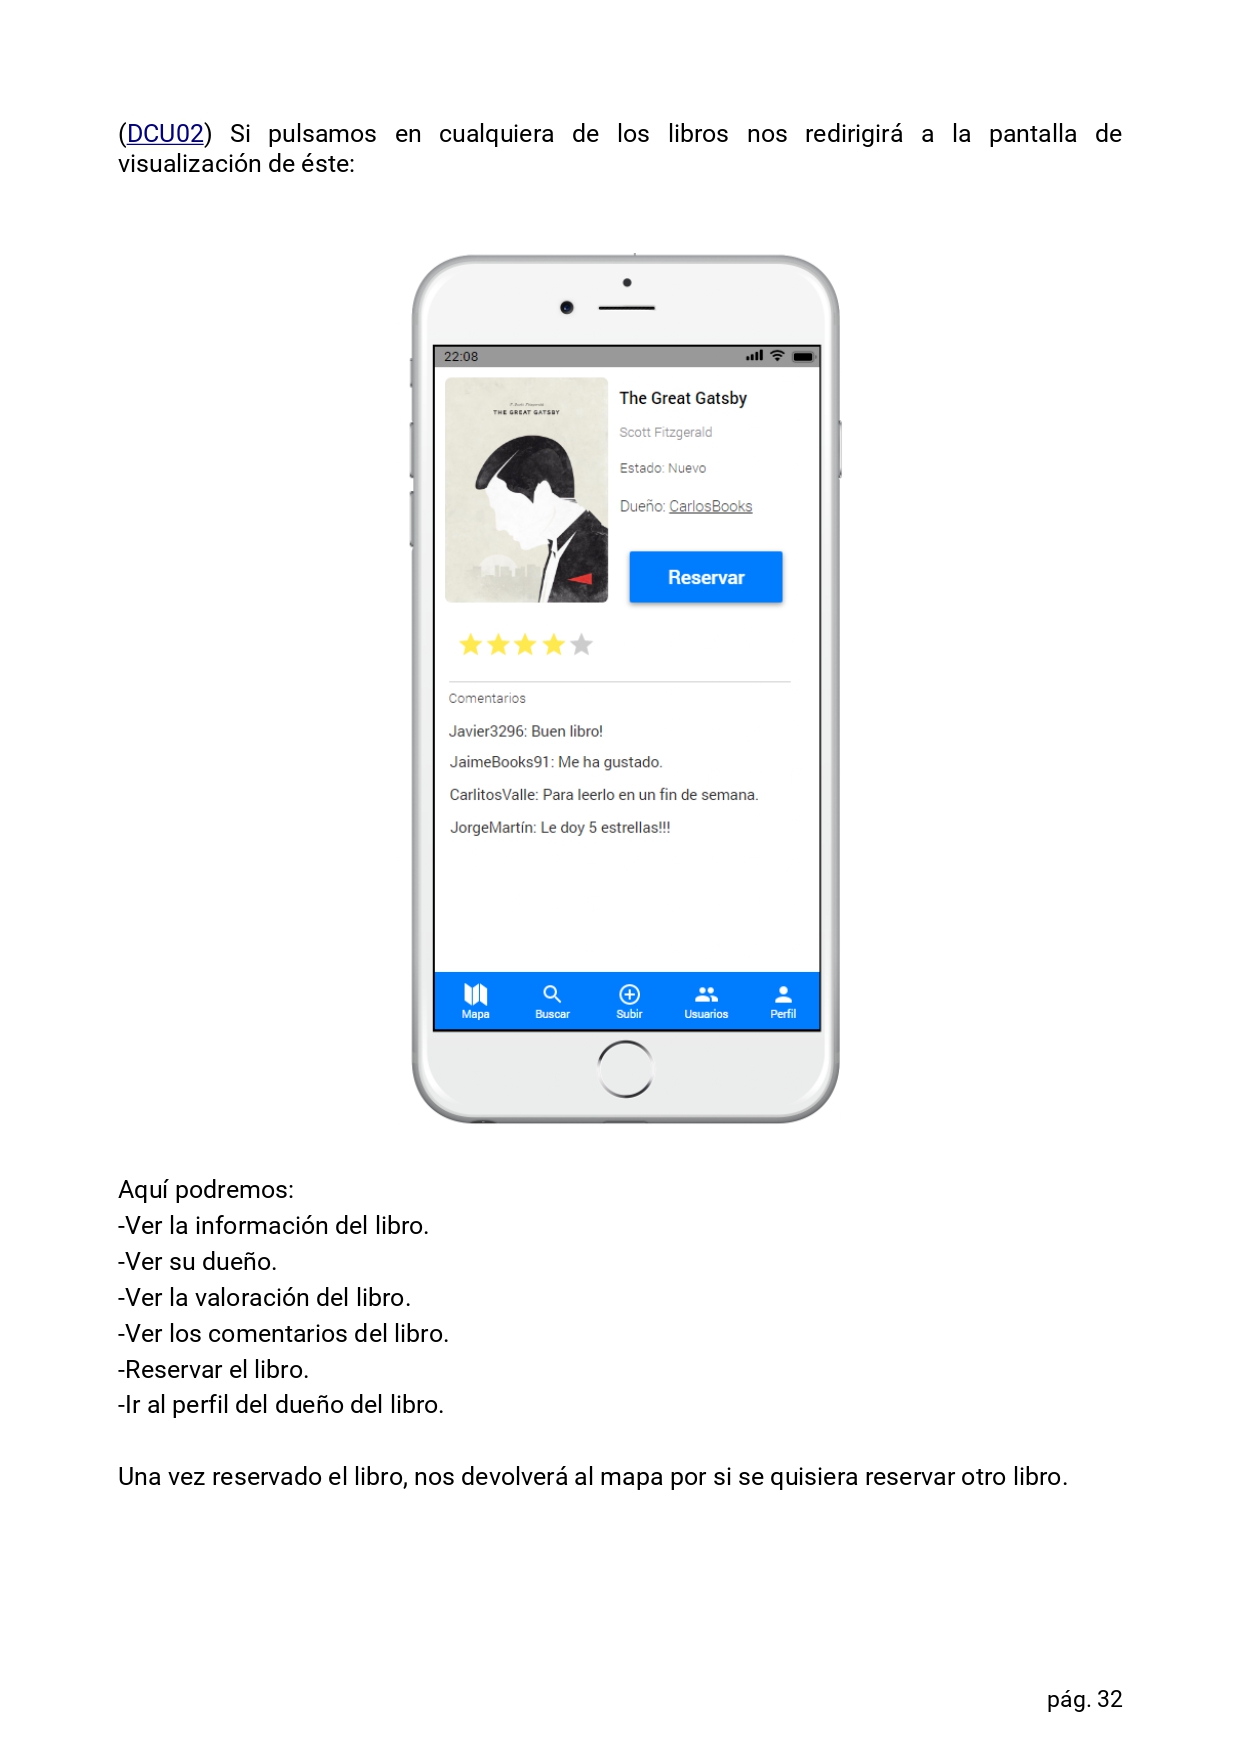 (DCU02) Si pulsamos en cualquiera de los libros nos redirigirá a la pantalla de
visualización de éste:
22:08
F. Scott Fitzgerald
THE GREAT GATSBY
The Great Gatsby
Scott Fitzgerald
Estado: Nuevo
Dueño: CarlosBooks
Reservar
Comentarios
Javier3296: Buen libro!
JaimeBooks91: Me ha gustado.
CarlitosValle: Para leerlo en un fin de semana.
JorgeMartín: Le doy 5 estrellas!!!
Mapa Buscar Subir Usuarios Perfil
Aquí podremos:
-Ver la información del libro.
-Ver su dueño.
-Ver la valoración del libro.
-Ver los comentarios del libro.
-Reservar el libro.
-Ir al perfil del dueño del libro.
Una vez reservado el libro, nos devolverá al mapa por si se quisiera reservar otro libro.
pág. 32